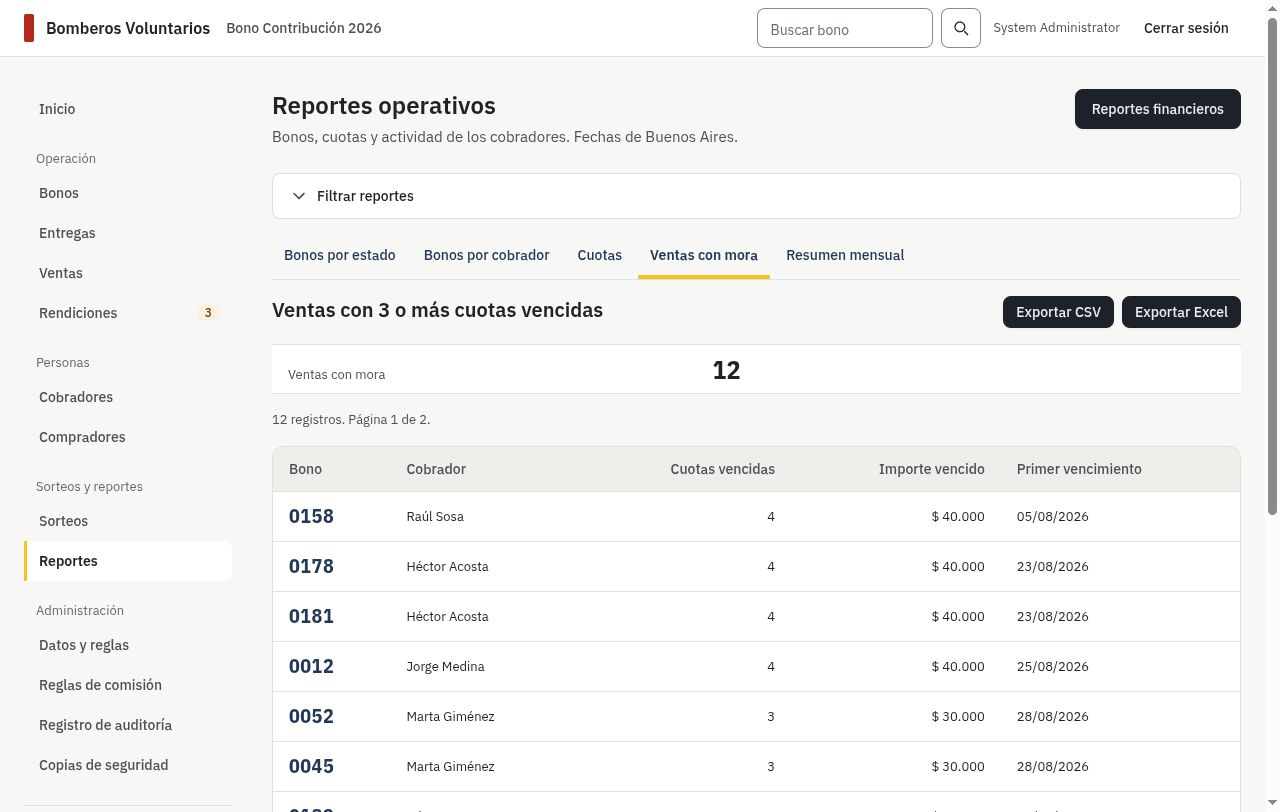 Bomberos Voluntarios
Bono Contribución 2026
Buscar bono
System Administrator
Cerrar sesión
Inicio
Operación
Bonos
Entregas
Ventas
Rendiciones 3
Personas
Cobradores
Compradores
Sorteos y reportes
Sorteos
Reportes
Administración
Datos y reglas
Reglas de comisión
Registro de auditoría
Copias de seguridad
Reportes operativos
Bonos, cuotas y actividad de los cobradores. Fechas de Buenos Aires.
Reportes financieros
Filtrar reportes
Bonos por estado Bonos por cobrador Cuotas Ventas con mora Resumen mensual
Ventas con 3 o más cuotas vencidas
Exportar CSV Exportar Excel
Ventas con mora 12
12 registros. Página 1 de 2.
Bono Cobrador Cuotas vencidas Importe vencido Primer vencimiento
0158 Raúl Sosa 4 $ 40.000 05/08/2026
0178 Héctor Acosta 4 $ 40.000 23/08/2026
0181 Héctor Acosta 4 $ 40.000 23/08/2026
0012 Jorge Medina 4 $ 40.000 25/08/2026
0052 Marta Giménez 3 $ 30.000 28/08/2026
0045 Marta Giménez 3 $ 30.000 28/08/2026